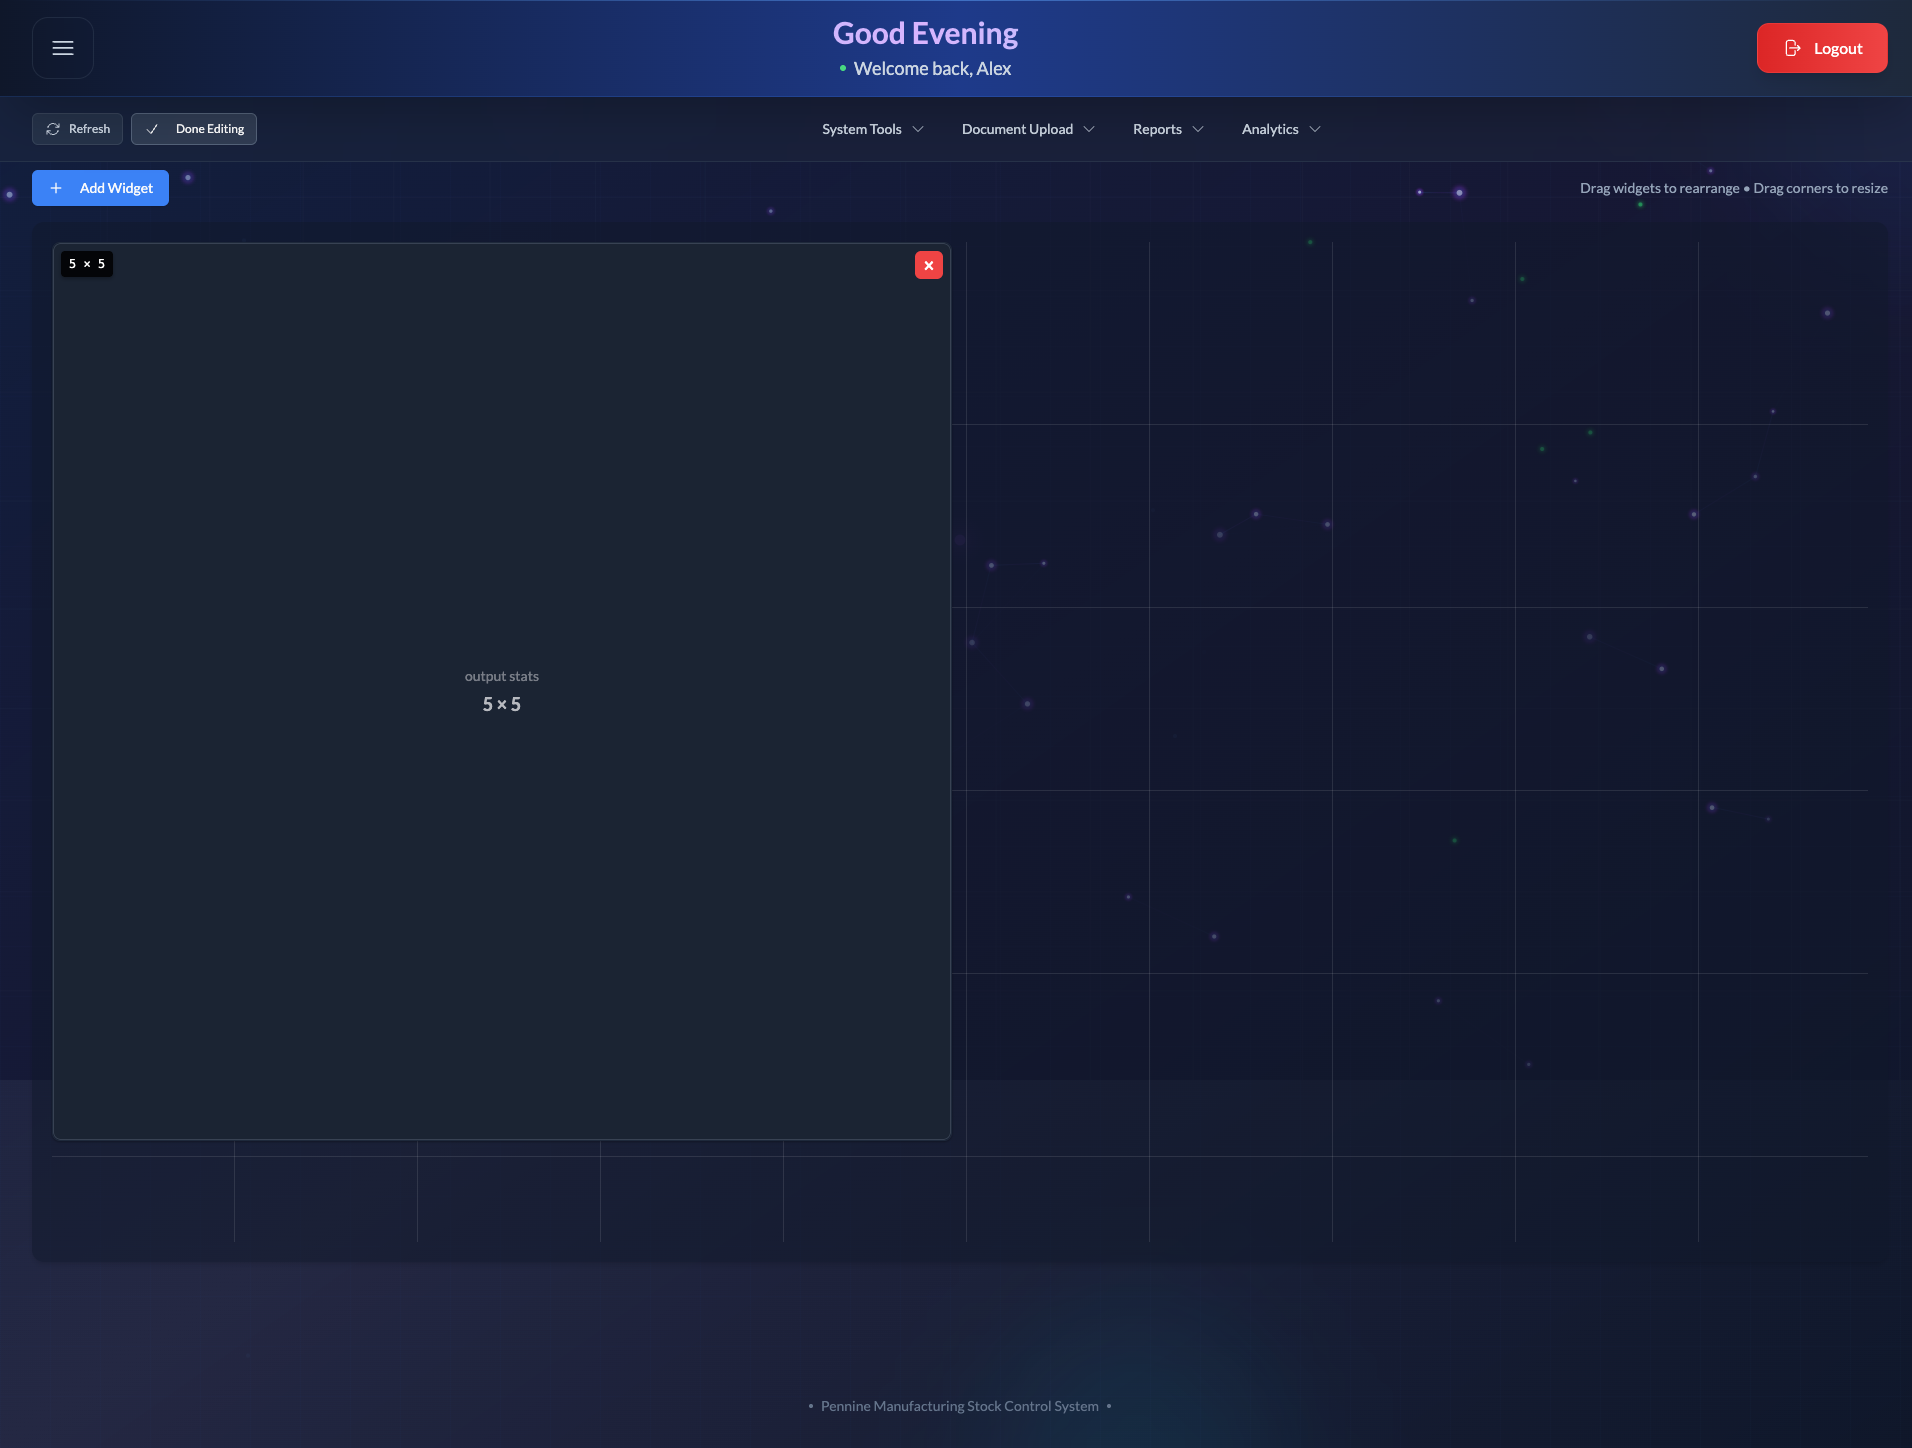 Good Evening
Welcome back, Alex
Logout
Refresh
Done Editing
System Tools
Document Upload
Reports
Analytics
Add Widget
Drag widgets to rearrange • Drag corners to resize
5 × 5
output stats
5 × 5
• Pennine Manufacturing Stock Control System •